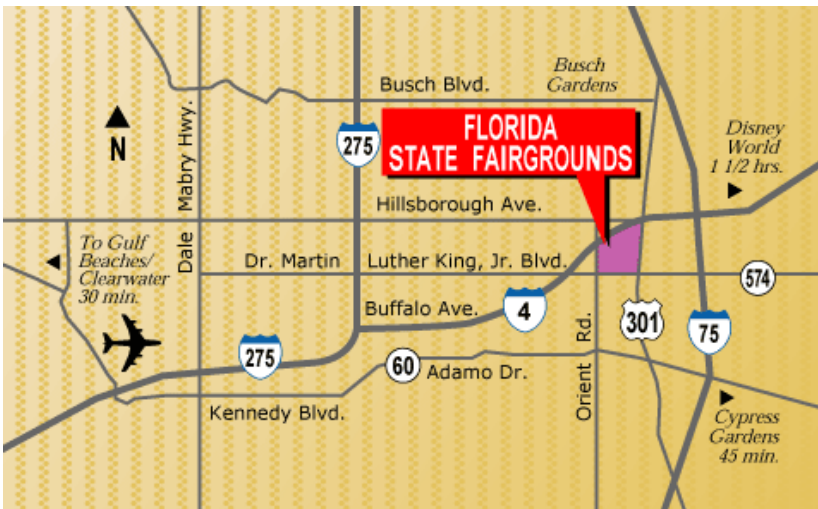 Busch
Gardens
Busch Blvd.
N
Dale Mabry Hwy.
275
FLORIDA
STATE FAIRGROUNDS
Disney
World
1 1/2 hrs.
Hillsborough Ave.
To Gulf
Beaches/
Clearwater
30 min.
Dr. Martin Luther King, Jr. Blvd.
574
Buffalo Ave.
4
301
75
Orient Rd.
275
60
Adamo Dr.
Kennedy Blvd.
Cypress
Gardens
45 min.